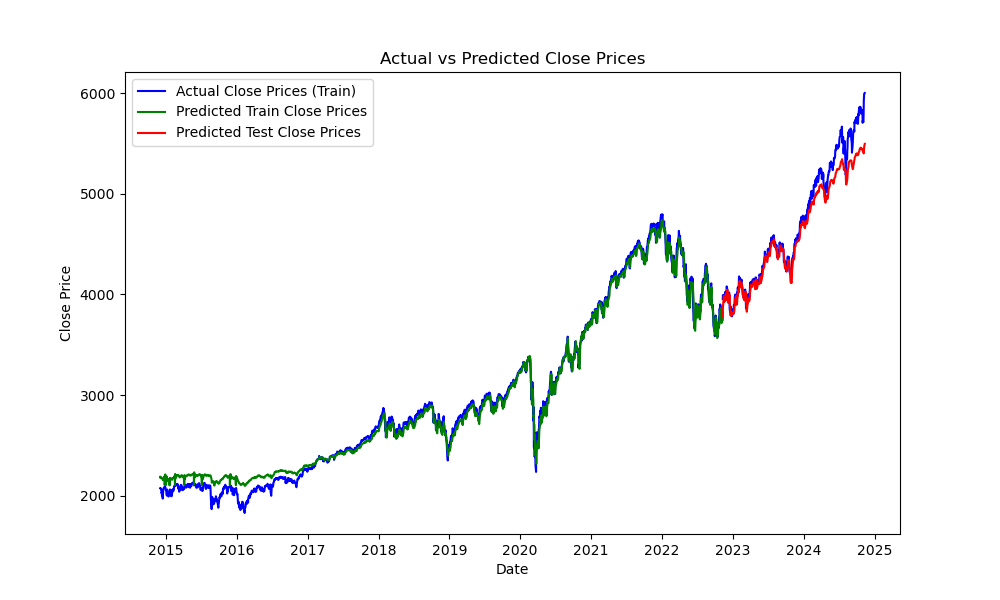 Actual vs Predicted Close Prices
Actual Close Prices (Train)
Predicted Train Close Prices
Predicted Test Close Prices
6000
5000
4000
3000
2000
Close Price
2015 2016 2017 2018 2019 2020 2021 2022 2023 2024 2025
Date